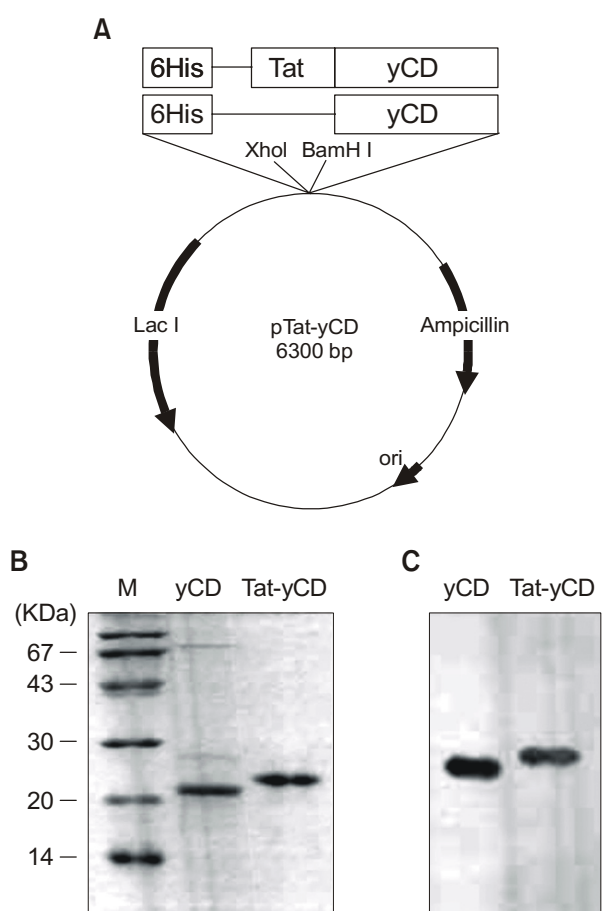 A
6His Tat yCD
6His yCD
XhoI BamH I
Lac I
pTat-yCD
6300 bp
Ampicillin
ori
B
M yCD Tat-yCD
(KDa)
67
43
30
20
14
C
yCD Tat-yCD